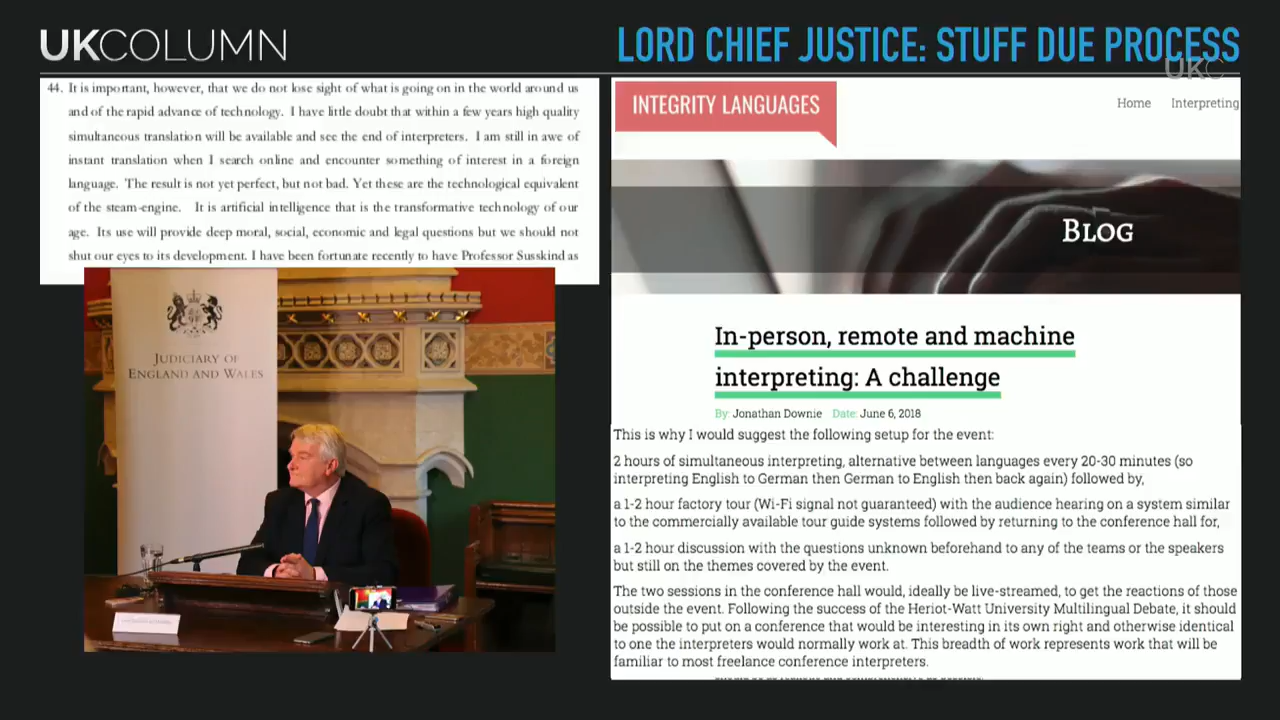 UKCOLUMN
LORD CHIEF JUSTICE: STUFF DUE PROCESS
UKC
44. It is important, however, that we do not lose sight of what is going on in the world around us
and of the rapid advance of technology. I have little doubt that within a few years high quality
simultaneous translation will be available and see the end of interpreters. I am still in awe of
instant translation when I search online and encounter something of interest in a foreign
language. The result is not yet perfect, but not bad. Yet these are the technological equivalent
of the steam-engine. It is artificial intelligence that is the transformative technology of our
age. Its use will provide deep moral, social, economic and legal questions but we should not
shut our eyes to its development. I have been fortunate recently to have Professor Susskind as
JUDICIARY OF
ENGLAND AND WALES
INTEGRITY LANGUAGES
Home Interpreting
BLOG
In-person, remote and machine
interpreting: A challenge
By: Jonathan Downie Date: June 6, 2018
This is why I would suggest the following setup for the event:
2 hours of simultaneous interpreting, alternative between languages every 20-30 minutes (so
interpreting English to German then German to English then back again) followed by,
a 1-2 hour factory tour (Wi-Fi signal not guaranteed) with the audience hearing on a system similar
to the commercially available tour guide systems followed by returning to the conference hall for,
a 1-2 hour discussion with the questions unknown beforehand to any of the teams or the speakers
but still on the themes covered by the event.
The two sessions in the conference hall would, ideally be live-streamed, to get the reactions of those
outside the event. Following the success of the Heriot-Watt University Multilingual Debate, it should
be possible to put on a conference that would be interesting in its own right and otherwise identical
to one the interpreters would normally work at. This breadth of work represents work that will be
familiar to most freelance conference interpreters.